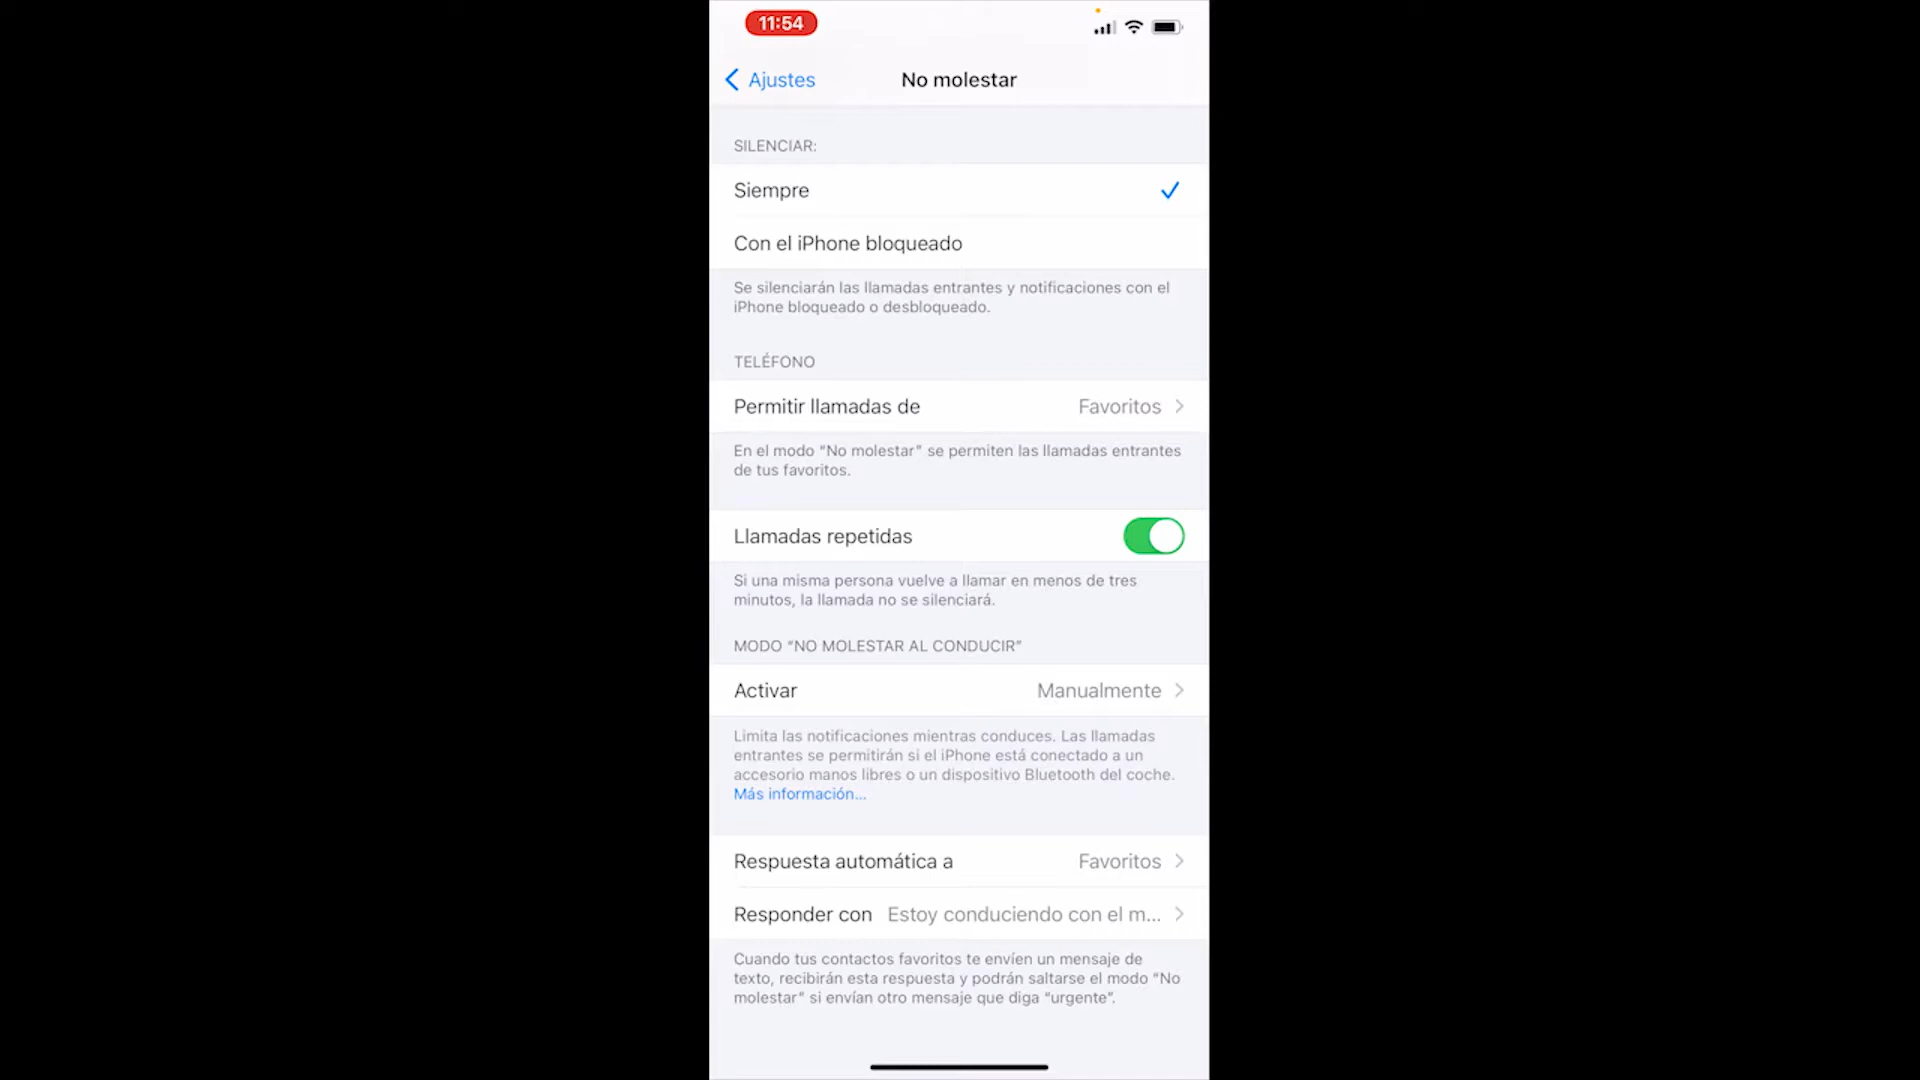 11:54
Ajustes
No molestar
SILENCIAR:
Siempre
Con el iPhone bloqueado
Se silenciarán las llamadas entrantes y notificaciones con el
iPhone bloqueado o desbloqueado.
TELÉFONO
Permitir llamadas de Favoritos
En el modo “No molestar” se permiten las llamadas entrantes
de tus favoritos.
Llamadas repetidas
Si una misma persona vuelve a llamar en menos de tres
minutos, la llamada no se silenciará.
MODO “NO MOLESTAR AL CONDUCIR”
Activar Manualmente
Limita las notificaciones mientras conduces. Las llamadas
entrantes se permitirán si el iPhone está conectado a un
accesorio manos libres o un dispositivo Bluetooth del coche.
Más información...
Respuesta automática a Favoritos
Responder con Estoy conduciendo con el m...
Cuando tus contactos favoritos te envíen un mensaje de
texto, recibirán esta respuesta y podrán saltarse el modo “No
molestar” si envían otro mensaje que diga “urgente”.